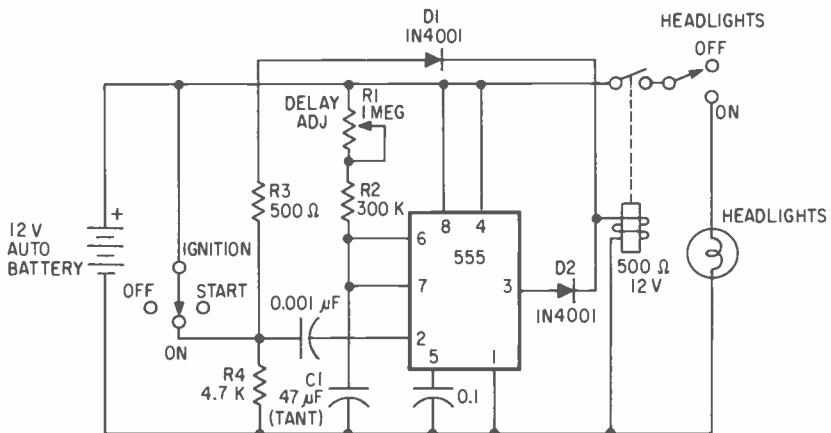 D1
1N4001
HEADLIGHTS
OFF
ON
DELAY
ADJ
R1
1 MEG
R3
500 Ω
R2
300 K
8 4
6
555
7
3
2
5 1
D2
1N4001
500 Ω
12 V
HEADLIGHTS
12 V
AUTO
BATTERY
+
IGNITION
OFF
START
ON
0.001 µF
R4
4.7 K
C1
47 µF
(TANT)
0.1